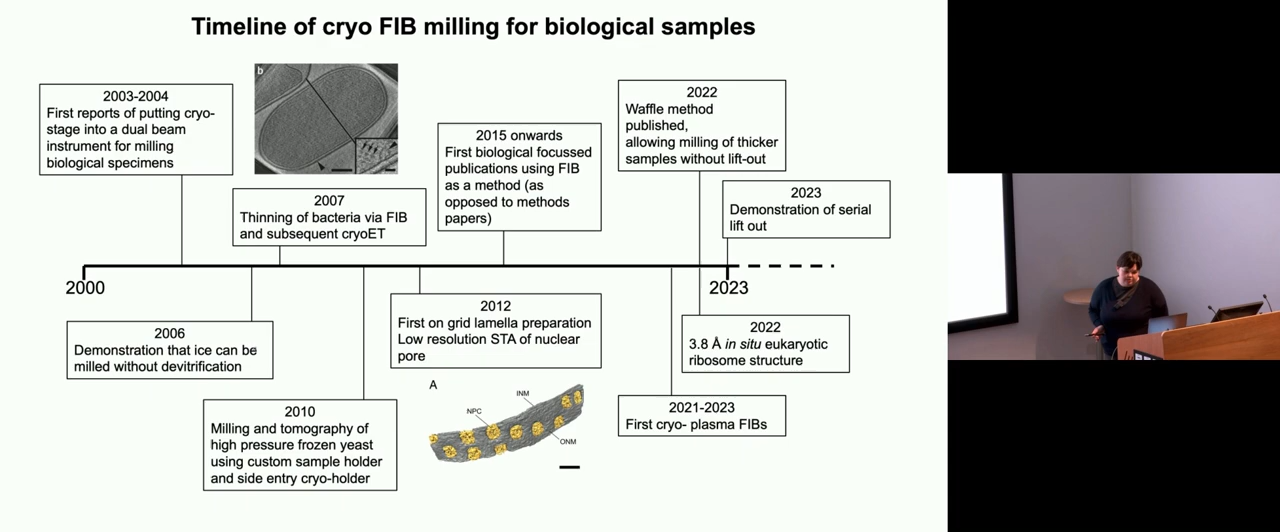 Timeline of cryo FIB milling for biological samples
2003-2004
First reports of putting cryo-
stage into a dual beam
instrument for milling
biological specimens
b
2007
Thinning of bacteria via FIB
and subsequent cryoET
2015 onwards
First biological focussed
publications using FIB
as a method (as
opposed to methods
papers)
2022
Waffle method
published,
allowing milling of thicker
samples without lift-out
2023
Demonstration of serial
lift out
2000
2023
2006
Demonstration that ice can be
milled without devitrification
2010
Milling and tomography of
high pressure frozen yeast
using custom sample holder
and side entry cryo-holder
2012
First on grid lamella preparation
Low resolution STA of nuclear
pore
A
INM
NPC
ONM
2022
3.8 Å in situ eukaryotic
ribosome structure
2021-2023
First cryo- plasma FIBs